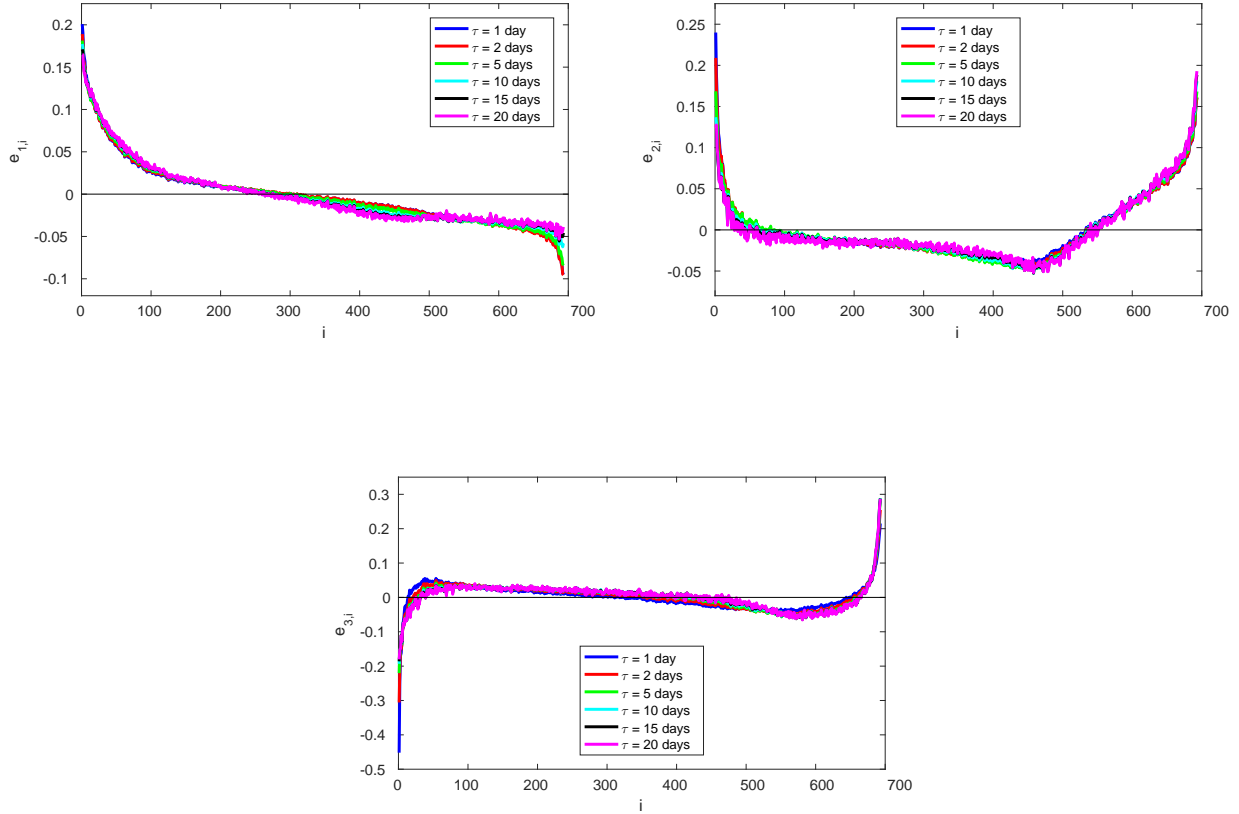 0.2
0.15
0.1
0.05
0
-0.05
-0.1
e1,i
0
100
200
300
400
500
600
700
i
τ = 1 day
τ = 2 days
τ = 5 days
τ = 10 days
τ = 15 days
τ = 20 days
0.25
0.2
0.15
0.1
0.05
0
-0.05
e2,i
0
100
200
300
400
500
600
700
i
τ = 1 day
τ = 2 days
τ = 5 days
τ = 10 days
τ = 15 days
τ = 20 days
0.3
0.2
0.1
0
-0.1
-0.2
-0.3
-0.4
-0.5
e3,i
0
100
200
300
400
500
600
700
i
τ = 1 day
τ = 2 days
τ = 5 days
τ = 10 days
τ = 15 days
τ = 20 days